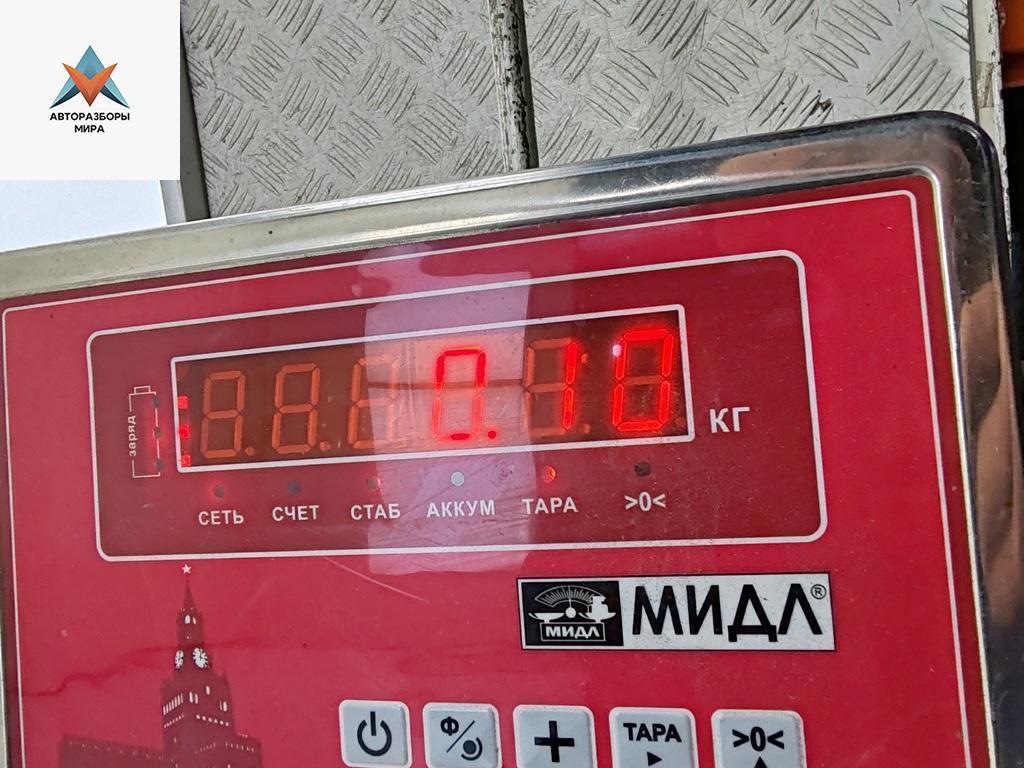 АВТОРАЗБОРЫ
МИРА
0.10
КГ
заряд
СЕТЬ СЧЕТ СТАБ АККУМ ТАРА >0<
МИДЛ МИДЛ®
Ф
ТАРА >0<